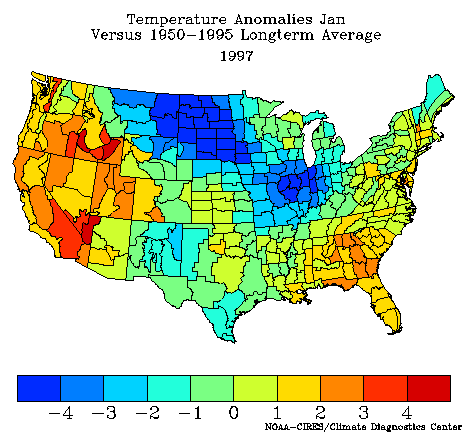 Temperature Anomalies Jan
Versus 1950-1995 Longterm Average
1997
-4 -3 -2 -1 0 1 2 3 4
NOAA-CIRES/Climate Diagnostics Center